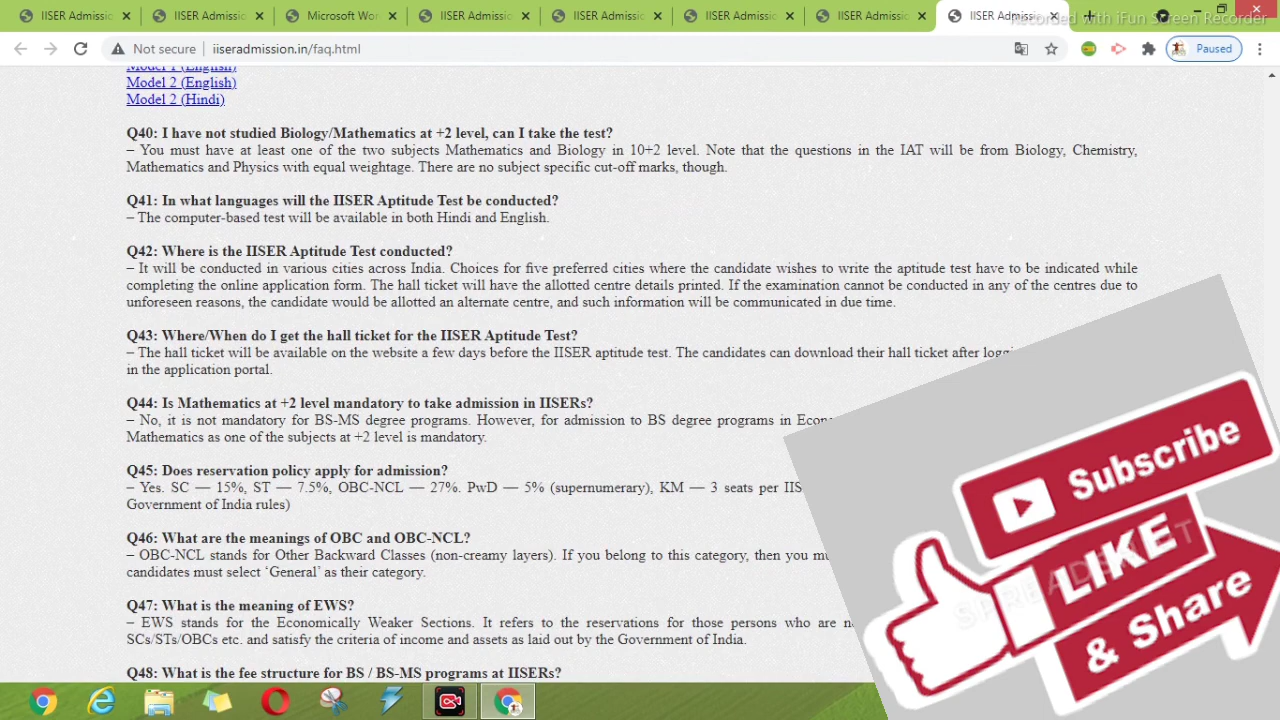 IISER Admissio
IISER Admissio
Microsoft Wor
IISER Admissio
IISER Admissio
IISER Admissio
IISER Admissio
IISER Admissio
Recorded with iFun Screen Recorder
Not secure
iiseradmission.in/faq.html
Paused
Model 1 (English)
Model 2 (English)
Model 2 (Hindi)
Q40: I have not studied Biology/Mathematics at +2 level, can I take the test?
– You must have at least one of the two subjects Mathematics and Biology in 10+2 level. Note that the questions in the IAT will be from Biology, Chemistry,
Mathematics and Physics with equal weightage. There are no subject specific cut-off marks, though.
Q41: In what languages will the IISER Aptitude Test be conducted?
– The computer-based test will be available in both Hindi and English.
Q42: Where is the IISER Aptitude Test conducted?
– It will be conducted in various cities across India. Choices for five preferred cities where the candidate wishes to write the aptitude test have to be indicated while
completing the online application form. The hall ticket will have the allotted centre details printed. If the examination cannot be conducted in any of the centres due to
unforeseen reasons, the candidate would be allotted an alternate centre, and such information will be communicated in due time.
Q43: Where/When do I get the hall ticket for the IISER Aptitude Test?
– The hall ticket will be available on the website a few days before the IISER aptitude test. The candidates can download their hall ticket after
in the application portal.
Q44: Is Mathematics at +2 level mandatory to take admission in IISERs?
– No, it is not mandatory for BS-MS degree programs. However, for admission to BS degree programs in
Mathematics as one of the subjects at +2 level is mandatory.
Q45: Does reservation policy apply for admission?
– Yes. SC — 15%, ST — 7.5%, OBC-NCL — 27%. PwD — 5% (supernumerary), KM — 3 seats per
Government of India rules)
Q46: What are the meanings of OBC and OBC-NCL?
– OBC-NCL stands for Other Backward Classes (non-creamy layers). If you belong to this category, then you
candidates must select ‘General’ as their category.
Q47: What is the meaning of EWS?
– EWS stands for the Economically Weaker Sections. It refers to the reservations for those persons who are
SCs/STs/OBCs etc. and satisfy the criteria of income and assets as laid out by the Government of India.
Q48: What is the fee structure for BS / BS-MS programs at IISERs?
Subscribe
LIKE
& Share